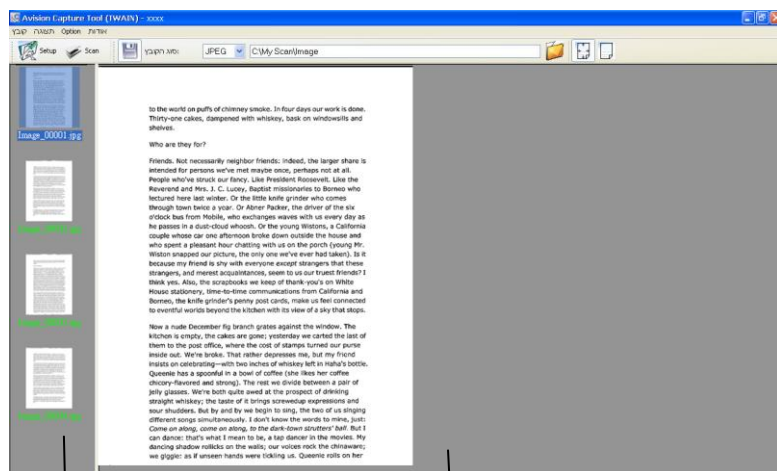 Avision Capture Tool (TWAIN) - xxxx
קובץ תצוגה Option אודות
Setup Scan סוג הקובץ: JPEG C:\My Scan\Image
Image_00001.jpg
to the world on puffs of chimney smoke. In four days our work is done.
Thirty-one cakes, dampened with whiskey, bask on windowsills and
shelves.
Who are they for?
Friends. Not necessarily neighbor friends: indeed, the larger share is
intended for persons we've met maybe once, perhaps not at all.
People who've struck our fancy. Like President Roosevelt. Like the
Reverend and Mrs. J. C. Lucey, Baptist missionaries to Borneo who
lectured here last winter. Or the little knife grinder who comes
through town twice a year. Or Abner Packer, the driver of the six
o'clock bus from Mobile, who exchanges waves with us every day as
he passes in a dust-cloud whoosh. Or the young Wistons, a California
couple whose car one afternoon broke down outside the house and
who spent a pleasant hour chatting with us on the porch (young Mr.
Wiston snapped our picture, the only one we've ever had taken). Is it
because my friend is shy with everyone except strangers that these
strangers, and merest acquaintances, seem to us our truest friends? I
think yes. Also, the scrapbooks we keep of thank-you's on White
House stationery, time-to-time communications from California and
Borneo, the knife grinder's penny post cards, make us feel connected
to eventful worlds beyond the kitchen with its view of a sky that stops.
Now a nude December fig branch grates against the window. The
kitchen is empty, the cakes are gone; yesterday we carted the last of
them to the post office, where the cost of stamps turned our purse
inside out. We're broke. That rather depresses me, but my friend
insists on celebrating—with two inches of whiskey left in Haha's bottle.
Queenie has a spoonful in a bowl of coffee (she likes her coffee
chicory-flavored and strong). The rest we divide between a pair of
jelly glasses. We're both quite awed at the prospect of drinking
straight whiskey; the taste of it brings screwedup expressions and
sour shudders. But by and by we begin to sing, the two of us singing
different songs simultaneously. I don't know the words to mine, just:
Come on along, come on along, to the dark-town strutters' ball. But I
can dance: that's what I mean to be, a tap dancer in the movies. My
dancing shadow rollicks on the walls; our voices rock the chinaware;
we giggle: as if unseen hands were tickling us. Queenie rolls on her